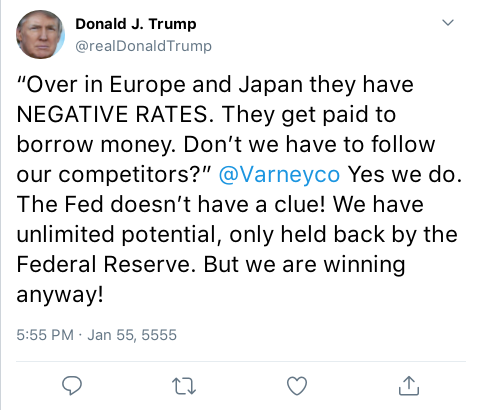 Donald J. Trump
@realDonaldTrump
“Over in Europe and Japan they have
NEGATIVE RATES. They get paid to
borrow money. Don’t we have to follow
our competitors?” @Varneyco Yes we do.
The Fed doesn’t have a clue! We have
unlimited potential, only held back by the
Federal Reserve. But we are winning
anyway!
5:55 PM · Jan 55, 5555